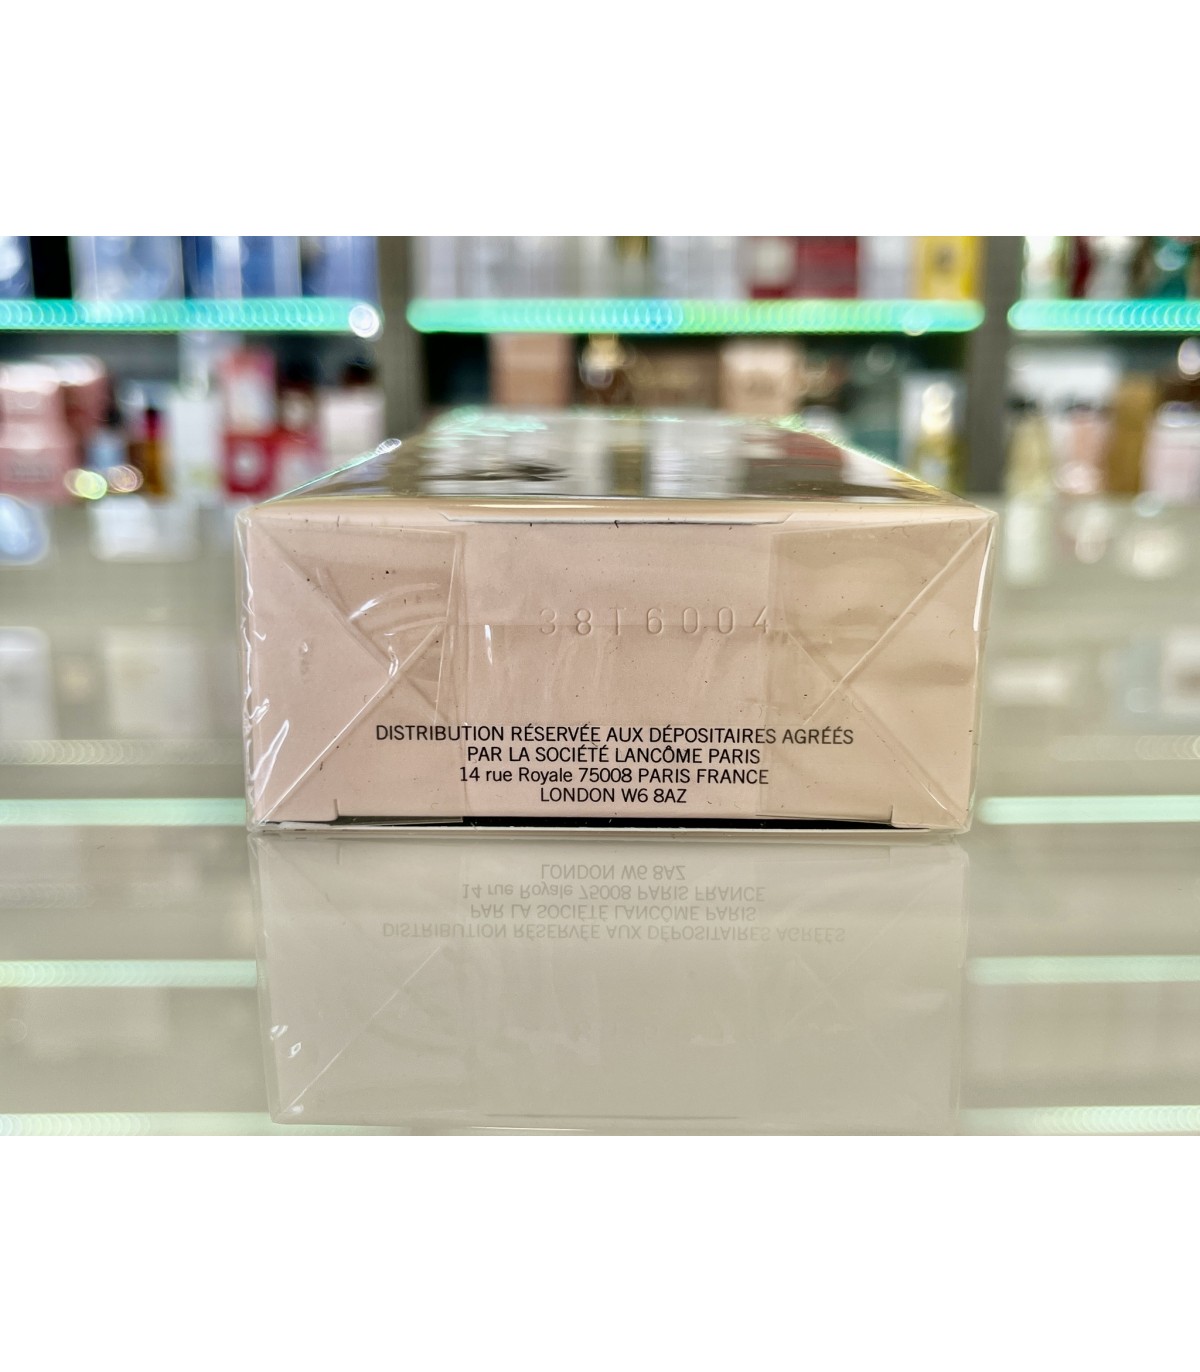 38T6004
DISTRIBUTION RÉSERVÉE AUX DÉPOSITAIRES AGRÉÉS
PAR LA SOCIÉTÉ LANCÔME PARIS
14 rue Royale 75008 PARIS FRANCE
LONDON W6 8AZ